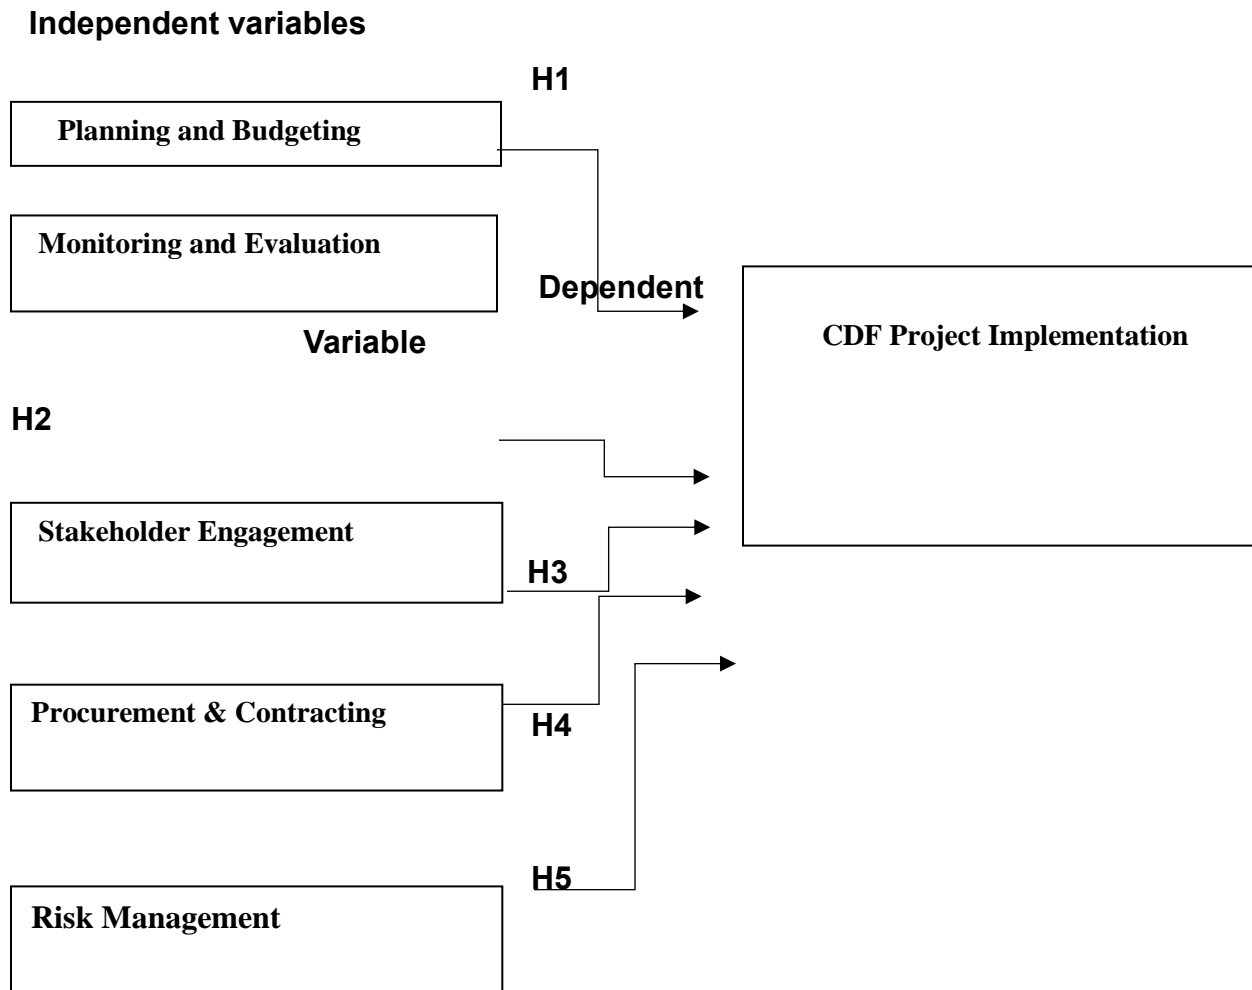 Independent variables
H1
Planning and Budgeting
Monitoring and Evaluation
Dependent
Variable
CDF Project Implementation
H2
Stakeholder Engagement
H3
Procurement & Contracting
H4
H5
Risk Management